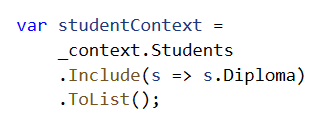 var studentContext =
    _context.Students
    .Include(s => s.Diploma)
    .ToList();